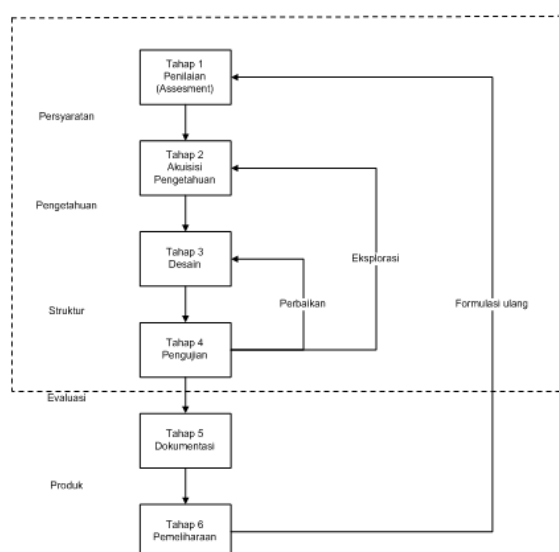 Tahap 1
Penilaian
(Assesment)
Persyaratan
Tahap 2
Akuisisi
Pengetahuan
Pengetahuan
Tahap 3
Desain
Eksplorasi
Perbaikan
Formulasi ulang
Struktur
Tahap 4
Pengujian
Evaluasi
Tahap 5
Dokumentasi
Produk
Tahap 6
Pemeliharaan